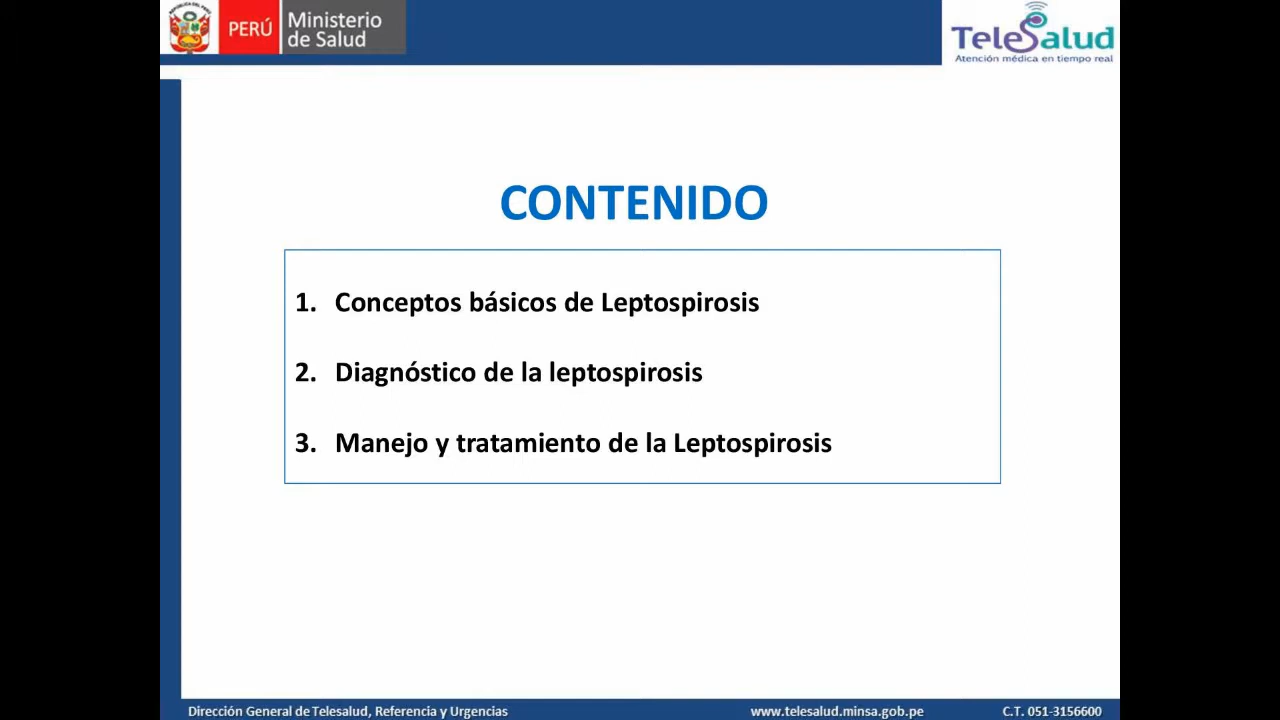 PERÚ
Ministerio
de Salud
TeleSalud
Atención médica en tiempo real
CONTENIDO
1. Conceptos básicos de Leptospirosis
2. Diagnóstico de la leptospirosis
3. Manejo y tratamiento de la Leptospirosis
Dirección General de Telesalud, Referencia y Urgencias
www.telesalud.minsa.gob.pe
C.T. 051-3156600